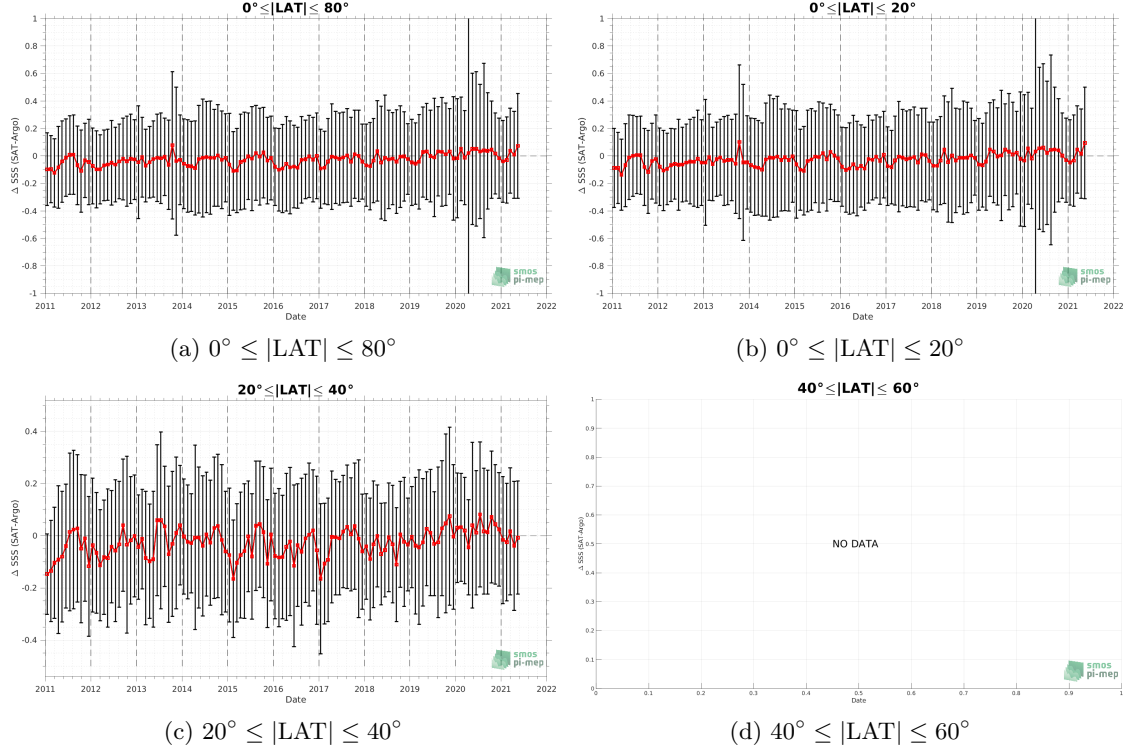 0°≤|LAT|≤ 80°
1
0.8
0.6
0.4
0.2
0
-0.2
-0.4
-0.6
-0.8
-1
Δ SSS (SAT-Argo)
2011 2012 2013 2014 2015 2016 2017 2018 2019 2020 2021 2022
Date
smos
pi-mep
(a) 0° ≤ |LAT| ≤ 80°
0°≤|LAT|≤ 20°
1
0.8
0.6
0.4
0.2
0
-0.2
-0.4
-0.6
-0.8
-1
Δ SSS (SAT-Argo)
2011 2012 2013 2014 2015 2016 2017 2018 2019 2020 2021 2022
Date
smos
pi-mep
(b) 0° ≤ |LAT| ≤ 20°
20°≤|LAT|≤ 40°
0.4
0.2
0
-0.2
-0.4
Δ SSS (SAT-Argo)
2011 2012 2013 2014 2015 2016 2017 2018 2019 2020 2021 2022
Date
smos
pi-mep
(c) 20° ≤ |LAT| ≤ 40°
40°≤|LAT|≤ 60°
1
0.9
0.8
0.7
0.6
0.5
0.4
0.3
0.2
0.1
0
Δ SSS (SAT-Argo)
NO DATA
0 0.1 0.2 0.3 0.4 0.5 0.6 0.7 0.8 0.9 1
Date
smos
pi-mep
(d) 40° ≤ |LAT| ≤ 60°